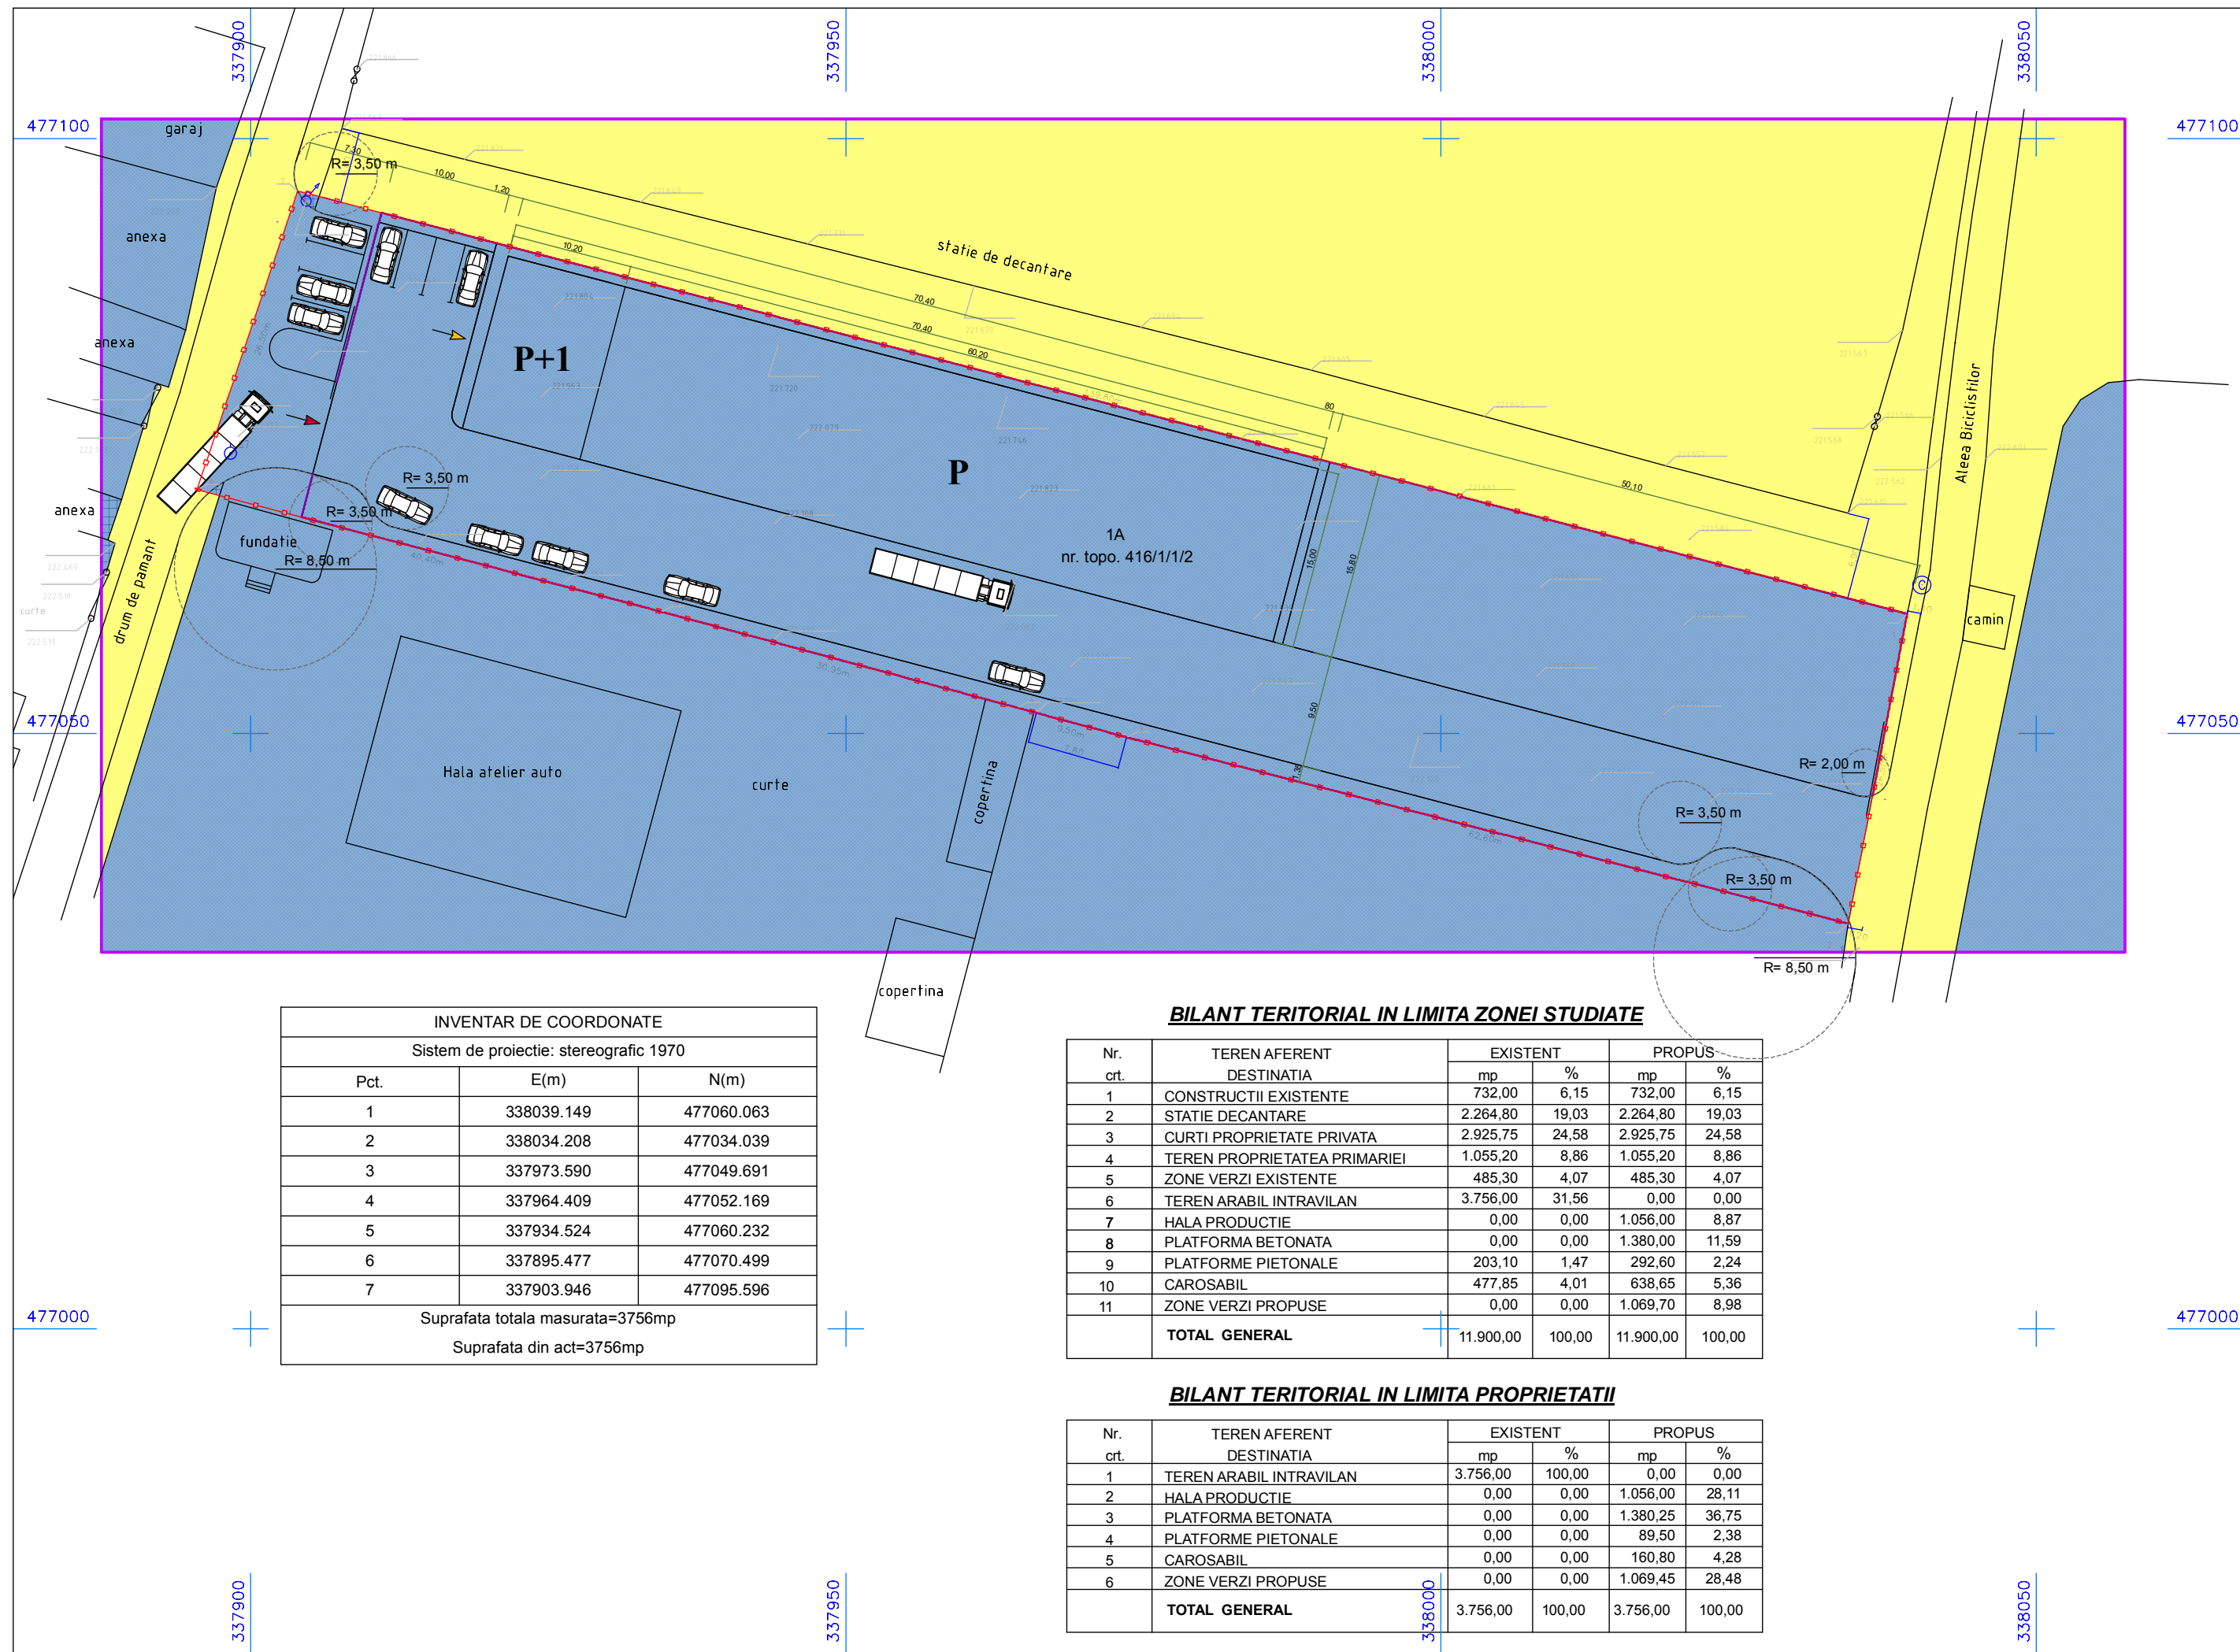 337900
337950
338000
338050
477100
477100
garaj
R= 3,50 m
7,30
10,00
1,20
anexa
statie de decantare
10,20
70,40
70,40
60,20
P+1
anexa
119,80m
80
50,10
Aleea Biciclistilor
26,50m
P
R= 3,50 m
R= 3,50 m
anexa
fundatie
R= 8,50 m
1A
nr. topo. 416/1/1/2
15,00
15,80
drum de pamant
40,40m
curte
camin
30,95m
9,50
477050
477050
9,50m
7,80
Hala atelier auto
curte
copertina
1,35
R= 2,00 m
R= 3,50 m
62,60m
R= 3,50 m
R= 8,50 m
copertina
INVENTAR DE COORDONATE
Sistem de proiectie: stereografic 1970
Pct. E(m) N(m)
1 338039.149 477060.063
2 338034.208 477034.039
3 337973.590 477049.691
4 337964.409 477052.169
5 337934.524 477060.232
6 337895.477 477070.499
7 337903.946 477095.596
Suprafata totala masurata=3756mp
Suprafata din act=3756mp
BILANT TERITORIAL IN LIMITA ZONEI STUDIATE
Nr. TEREN AFERENT EXISTENT PROPUS
crt. DESTINATIA mp % mp %
1 CONSTRUCTII EXISTENTE 732,00 6,15 732,00 6,15
2 STATIE DECANTARE 2.264,80 19,03 2.264,80 19,03
3 CURTI PROPRIETATE PRIVATA 2.925,75 24,58 2.925,75 24,58
4 TEREN PROPRIETATEA PRIMARIEI 1.055,20 8,86 1.055,20 8,86
5 ZONE VERZI EXISTENTE 485,30 4,07 485,30 4,07
6 TEREN ARABIL INTRAVILAN 3.756,00 31,56 0,00 0,00
7 HALA PRODUCTIE 0,00 0,00 1.056,00 8,87
8 PLATFORMA BETONATA 0,00 0,00 1.380,00 11,59
9 PLATFORME PIETONALE 203,10 1,47 292,60 2,24
10 CAROSABIL 477,85 4,01 638,65 5,36
11 ZONE VERZI PROPUSE 0,00 0,00 1.069,70 8,98
TOTAL GENERAL 11.900,00 100,00 11.900,00 100,00
477000
477000
BILANT TERITORIAL IN LIMITA PROPRIETATII
Nr. TEREN AFERENT EXISTENT PROPUS
crt. DESTINATIA mp % mp %
1 TEREN ARABIL INTRAVILAN 3.756,00 100,00 0,00 0,00
2 HALA PRODUCTIE 0,00 0,00 1.056,00 28,11
3 PLATFORMA BETONATA 0,00 0,00 1.380,25 36,75
4 PLATFORME PIETONALE 0,00 0,00 89,50 2,38
5 CAROSABIL 0,00 0,00 160,80 4,28
6 ZONE VERZI PROPUSE 0,00 0,00 1.069,45 28,48
TOTAL GENERAL 3.756,00 100,00 3.756,00 100,00
337900
337950
338000
338050